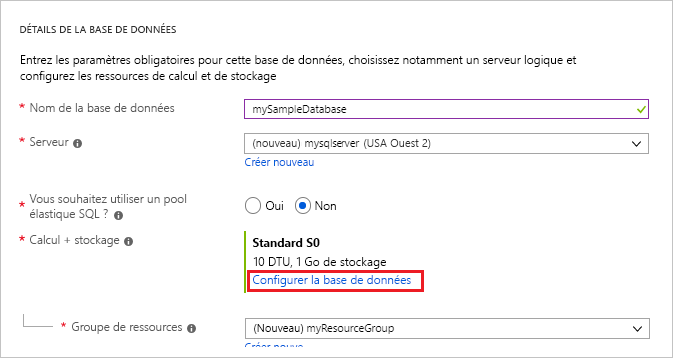 DÉTAILS DE LA BASE DE DONNÉES
Entrez les paramètres obligatoires pour cette base de données, choisissez notamment un serveur logique et
configurez les ressources de calcul et de stockage
* Nom de la base de données
mySampleDatabase
* Serveur
(nouveau) mysqlserver (USA Ouest 2)
Créer nouveau
* Vous souhaitez utiliser un pool
élastique SQL ?
Oui Non
* Calcul + stockage
Standard S0
10 DTU, 1 Go de stockage
Configurer la base de données
* Groupe de ressources
(Nouveau) myResourceGroup
Créer nouve